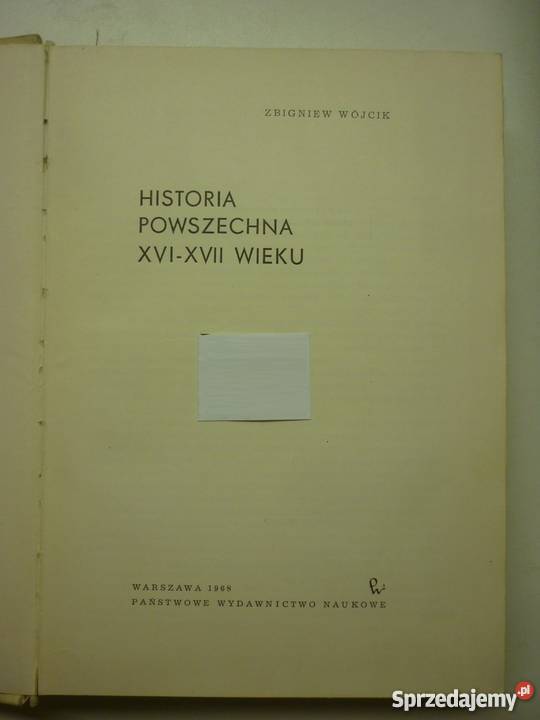 ZBIGNIEW WÓJCIK
HISTORIA
POWSZECHNA
XVI-XVII WIEKU
WARSZAWA 1968
PAŃSTWOWE WYDAWNICTWO NAUKOWE
Sprzedajemy.pl